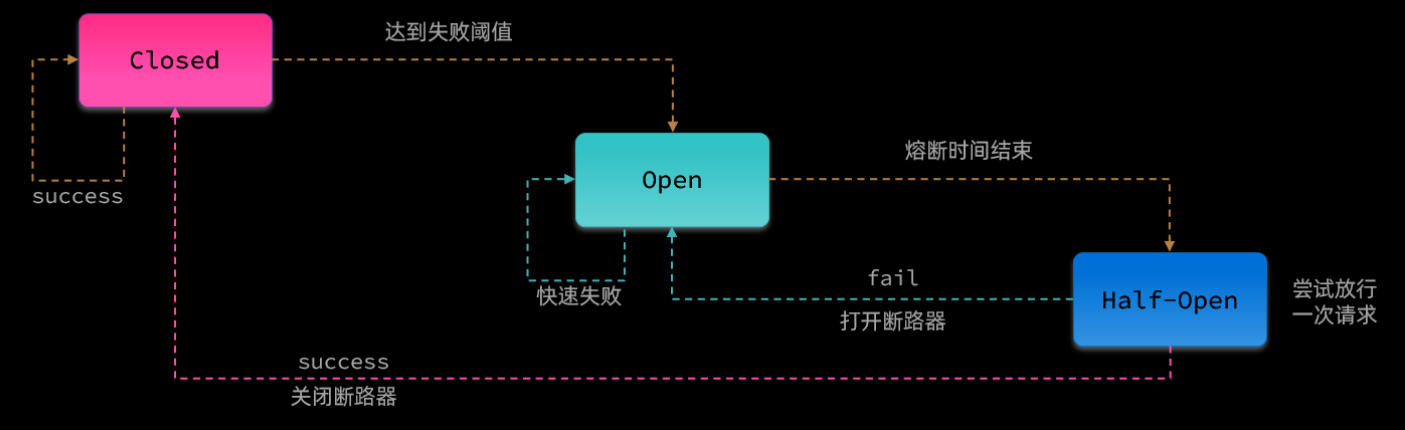 Closed
达到失败阈值
success
Open
熔断时间结束
快速失败
fail
打开断路器
Half-Open
尝试放行
一次请求
success
关闭断路器